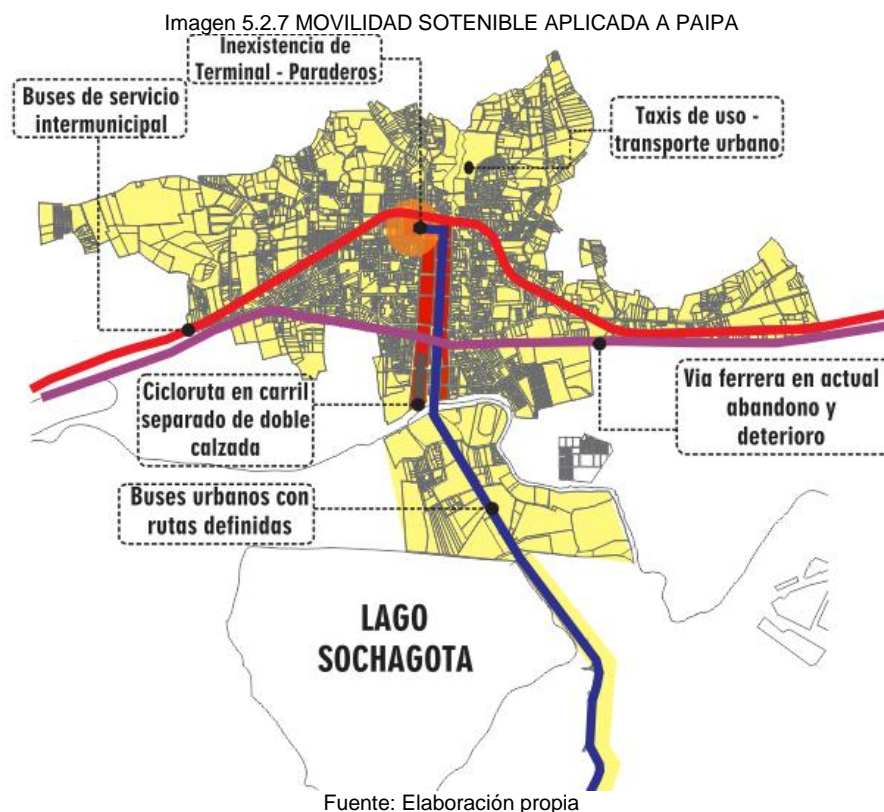 Imagen 5.2.7 MOVILIDAD SOTENIBLE APLICADA A PAIPA
Inexistencia de
Terminal - Paraderos
Buses de servicio
intermunicipal
Taxis de uso -
transporte urbano
Cicloruta en carril
separado de doble
calzada
Via ferrera en actual
abandono y
deterioro
Buses urbanos con
rutas definidas
LAGO
SOCHAGOTA
Fuente: Elaboración propia